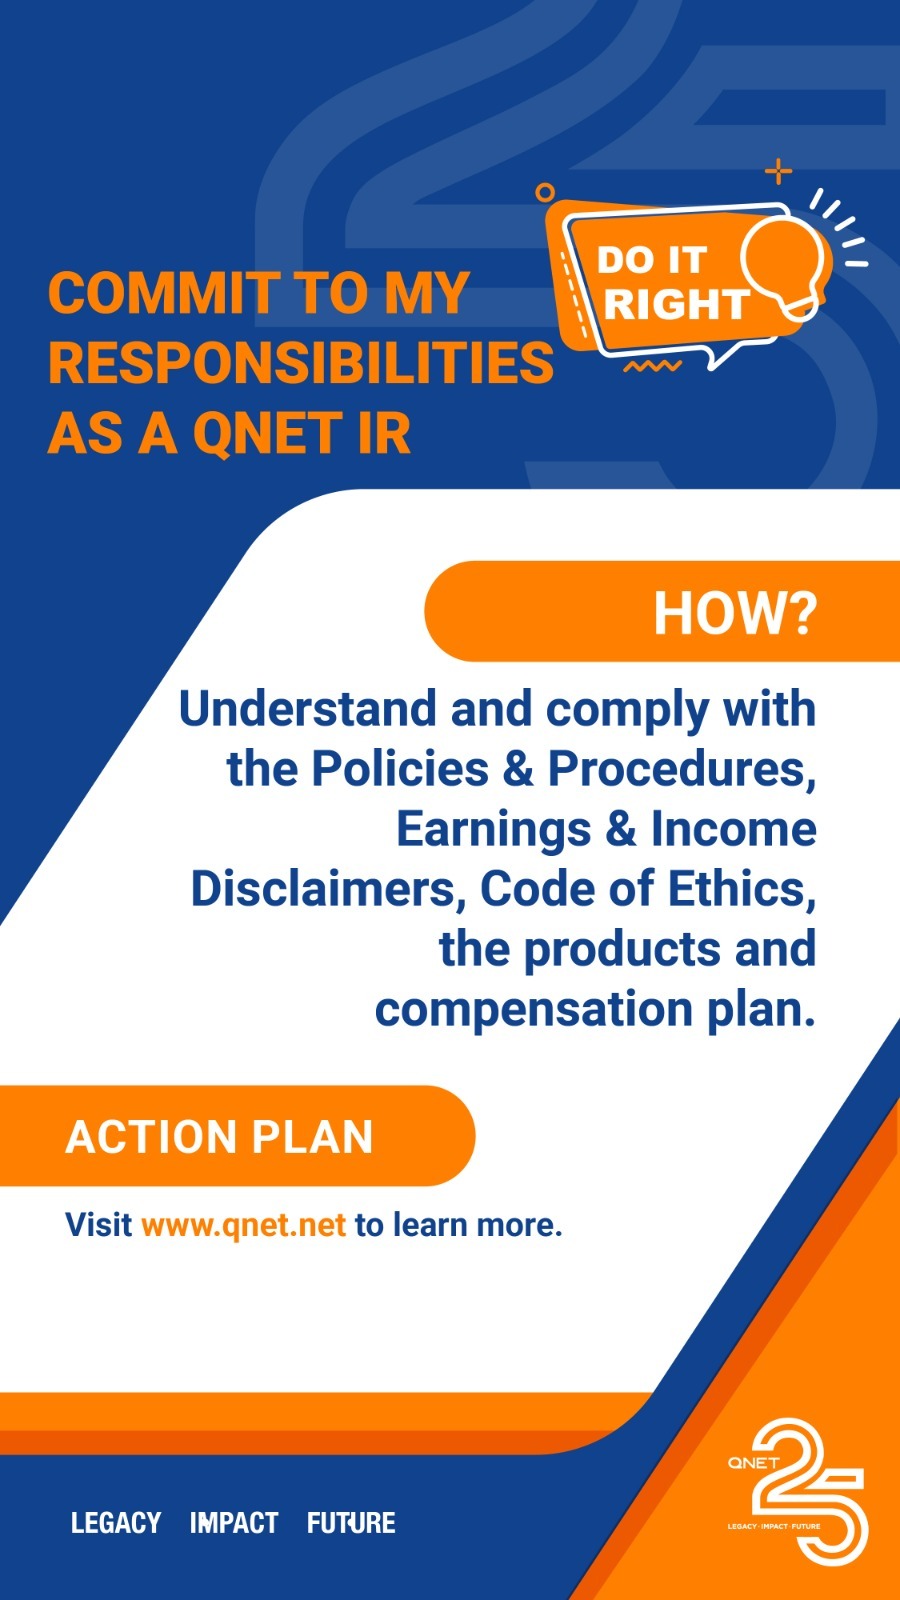 DO IT
RIGHT
COMMIT TO MY
RESPONSIBILITIES
AS A QNET IR
HOW?
Understand and comply with
the Policies & Procedures,
Earnings & Income
Disclaimers, Code of Ethics,
the products and
compensation plan.
ACTION PLAN
Visit www.qnet.net to learn more.
LEGACY IMPACT FUTURE
QNET 25
LEGACY · IMPACT · FUTURE